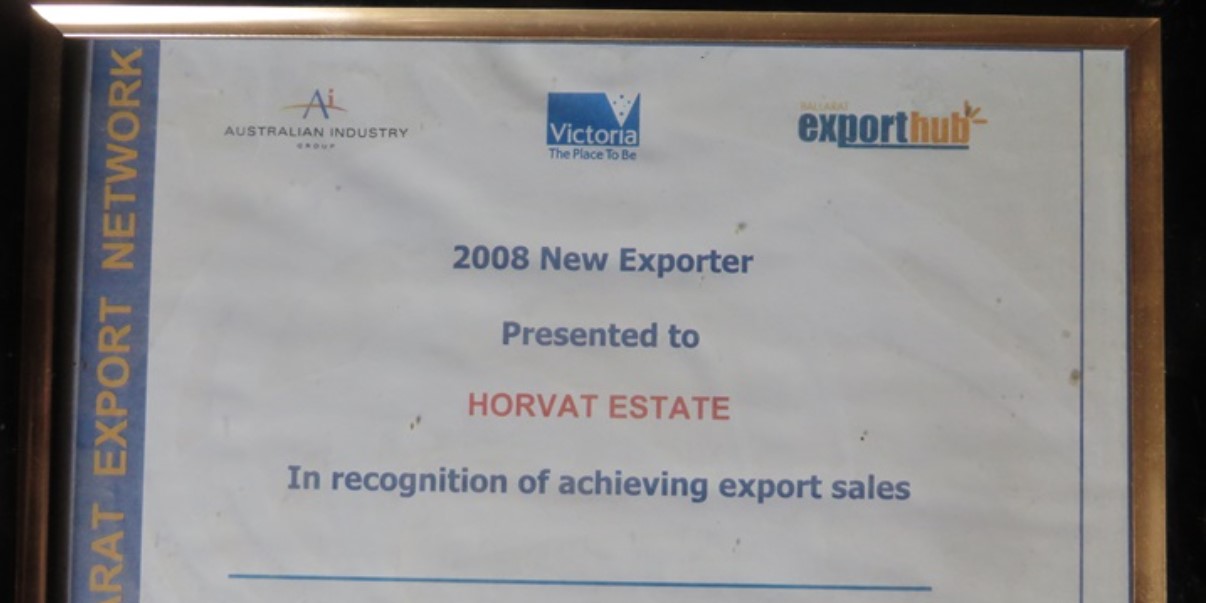 Ai
AUSTRALIAN INDUSTRY
GROUP
Victoria
The Place To Be
BALLARAT
exporthub
2008 New Exporter
Presented to
HORVAT ESTATE
In recognition of achieving export sales
ARAT EXPORT NETWORK